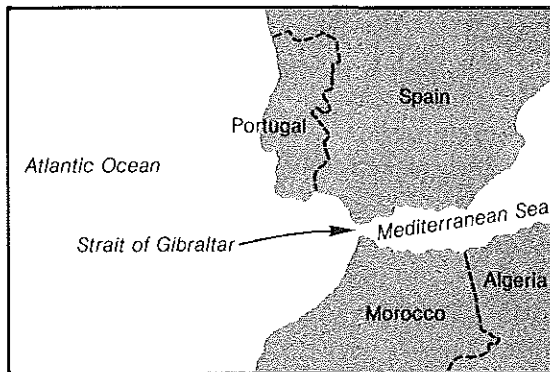 Spain
Portugal
Atlantic Ocean
Mediterranean Sea
Strait of Gibraltar
Algeria
Morocco